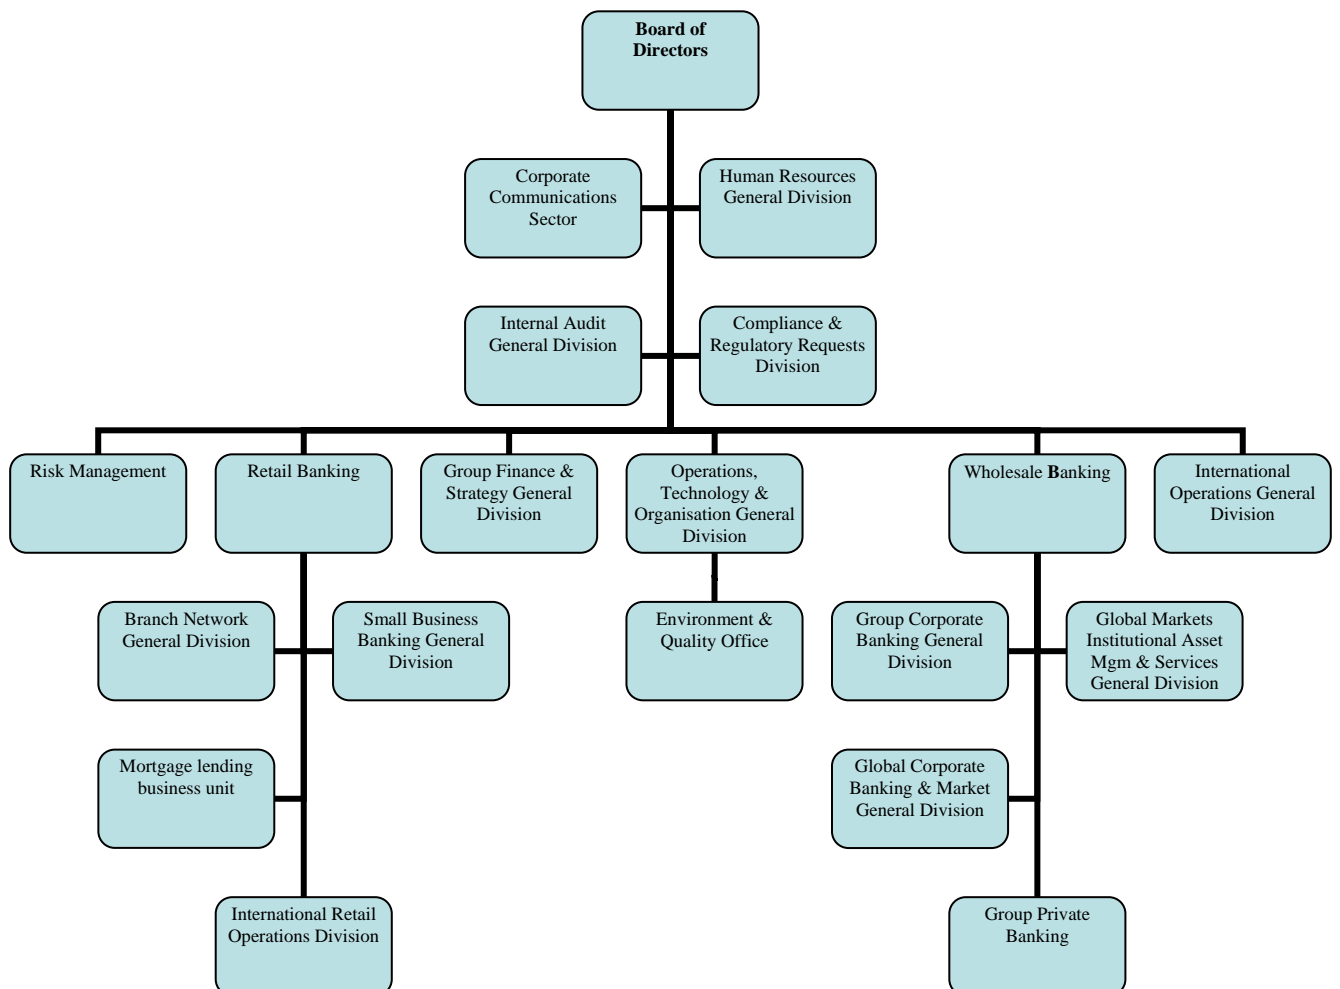 Board of
Directors
Corporate
Communications
Sector
Human Resources
General Division
Internal Audit
General Division
Compliance &
Regulatory Requests
Division
Risk Management
Retail Banking
Group Finance &
Strategy General
Division
Operations,
Technology &
Organisation General
Division
Wholesale Banking
International
Operations General
Division
Branch Network
General Division
Small Business
Banking General
Division
Environment &
Quality Office
Group Corporate
Banking General
Division
Global Markets
Institutional Asset
Mgm & Services
General Division
Mortgage lending
business unit
Global Corporate
Banking & Market
General Division
International Retail
Operations Division
Group Private
Banking